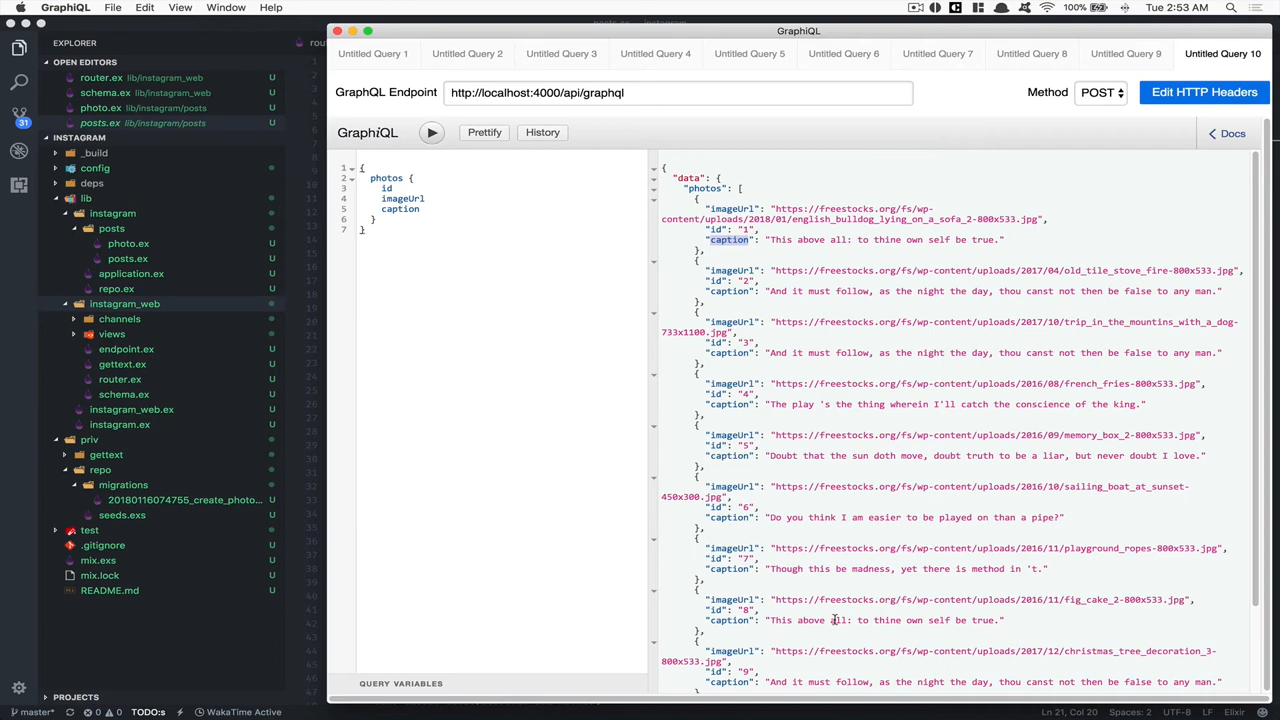 GraphiQL File Edit View Window Help
100% Tue 2:53 AM
EXPLORER
OPEN EDITORS
router.ex lib/instagram_web U
schema.ex lib/instagram_web U
photo.ex lib/instagram/posts U
posts.ex lib/instagram/posts U
31
INSTAGRAM
_build
config
deps
lib
instagram
posts
photo.ex U
posts.ex U
application.ex U
repo.ex U
instagram_web
channels
views
endpoint.ex U
gettext.ex U
router.ex U
schema.ex U
instagram_web.ex U
instagram.ex U
priv
gettext
repo
migrations
20180116074755_create_photo... U
seeds.exs U
test
.gitignore U
mix.exs U
mix.lock U
README.md U
PROJECTS
master* 0 0 TODO:s WakaTime Active
GraphiQL
Untitled Query 1 Untitled Query 2 Untitled Query 3 Untitled Query 4 Untitled Query 5 Untitled Query 6 Untitled Query 7 Untitled Query 8 Untitled Query 9 Untitled Query 10
GraphQL Endpoint http://localhost:4000/api/graphql Method POST Edit HTTP Headers
GraphiQL Prettify History Docs
1 {
2 photos {
3 id
4 imageUrl
5 caption
6 }
7 }
QUERY VARIABLES
{
"data": {
"photos": [
{
"imageUrl": "https://freestocks.org/fs/wp-
content/uploads/2018/01/english_bulldog_lying_on_a_sofa_2-800x533.jpg",
"id": "1",
"caption": "This above all: to thine own self be true."
},
{
"imageUrl": "https://freestocks.org/fs/wp-content/uploads/2017/04/old_tile_stove_fire-800x533.jpg",
"id": "2",
"caption": "And it must follow, as the night the day, thou canst not then be false to any man."
},
{
"imageUrl": "https://freestocks.org/fs/wp-content/uploads/2017/10/trip_in_the_mountins_with_a_dog-
733x1100.jpg",
"id": "3",
"caption": "And it must follow, as the night the day, thou canst not then be false to any man."
},
{
"imageUrl": "https://freestocks.org/fs/wp-content/uploads/2016/08/french_fries-800x533.jpg",
"id": "4",
"caption": "The play 's the thing wherein I'll catch the conscience of the king."
},
{
"imageUrl": "https://freestocks.org/fs/wp-content/uploads/2016/09/memory_box_2-800x533.jpg",
"id": "5",
"caption": "Doubt that the sun doth move, doubt truth to be a liar, but never doubt I love."
},
{
"imageUrl": "https://freestocks.org/fs/wp-content/uploads/2016/10/sailing_boat_at_sunset-
450x300.jpg",
"id": "6",
"caption": "Do you think I am easier to be played on than a pipe?"
},
{
"imageUrl": "https://freestocks.org/fs/wp-content/uploads/2016/11/playground_ropes-800x533.jpg",
"id": "7",
"caption": "Though this be madness, yet there is method in 't."
},
{
"imageUrl": "https://freestocks.org/fs/wp-content/uploads/2016/11/fig_cake_2-800x533.jpg",
"id": "8",
"caption": "This above all: to thine own self be true."
},
{
"imageUrl": "https://freestocks.org/fs/wp-content/uploads/2017/12/christmas_tree_decoration_3-
800x533.jpg",
"id": "9",
"caption": "And it must follow, as the night the day, thou canst not then be false to any man."
},
Ln 21, Col 20 Spaces: 2 UTF-8 LF Elixir